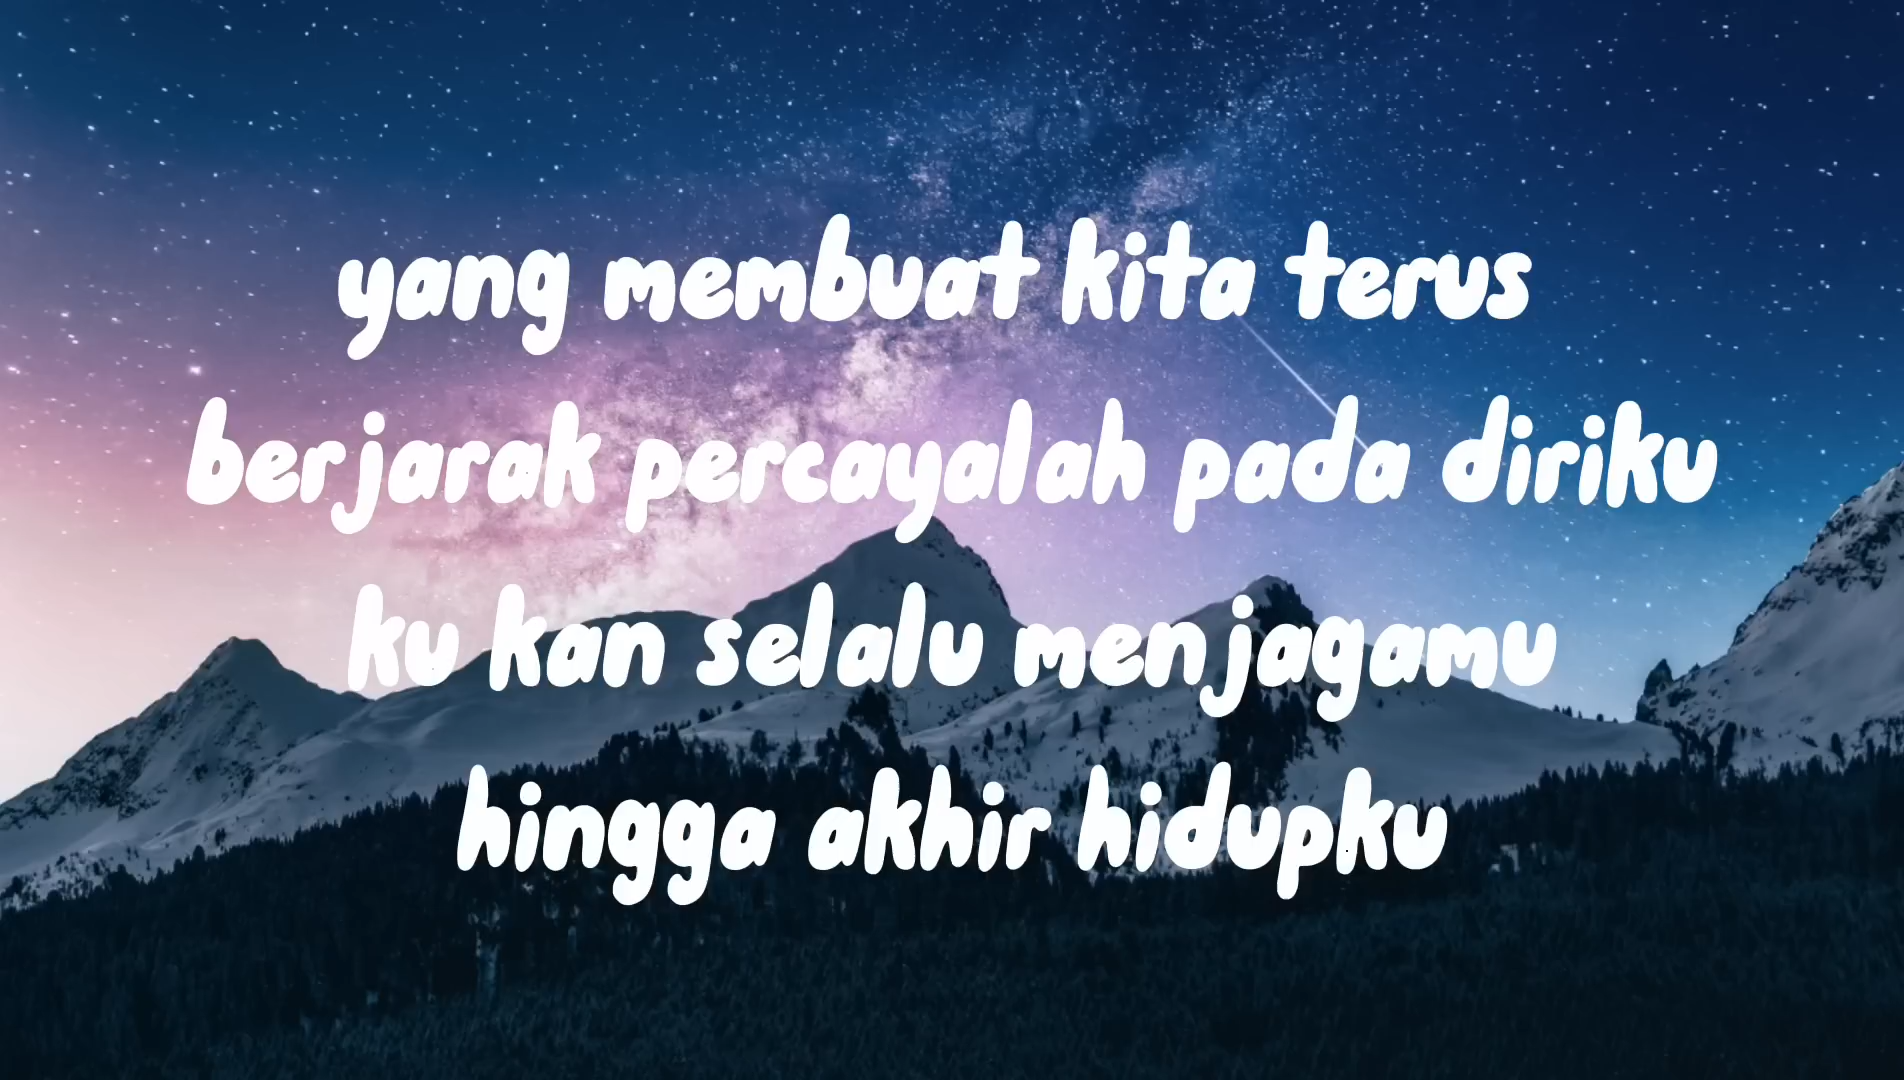 yang membuat kita terus
berjarak percayalah pada diriku
ku kan selalu menjagamu
hingga akhir hidupku